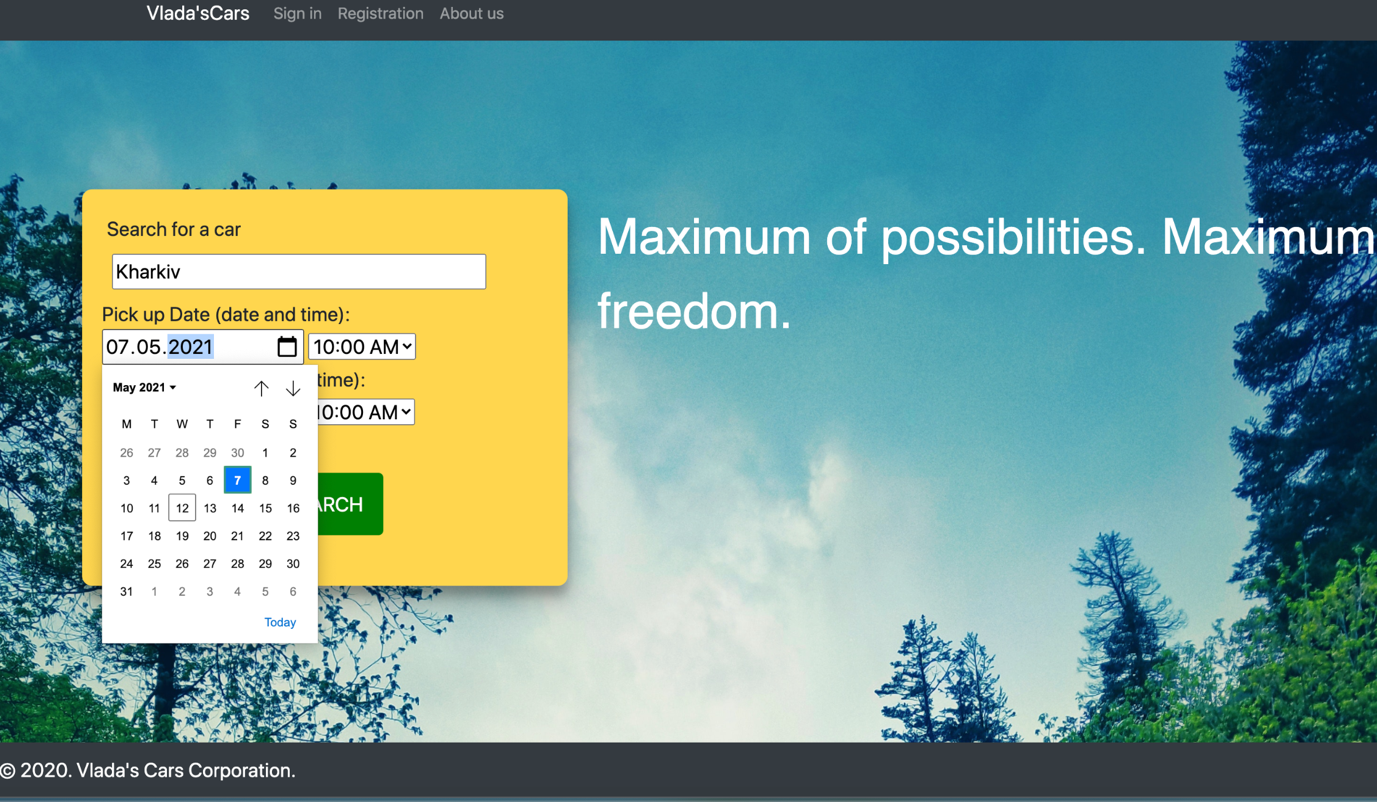 Vlada'sCars Sign in Registration About us
Search for a car
Kharkiv
Pick up Date (date and time):
07.05.2021 10:00 AM
time):
10:00 AM
May 2021
M T W T F S S
26 27 28 29 30 1 2
3 4 5 6 7 8 9
10 11 12 13 14 15 16
17 18 19 20 21 22 23
24 25 26 27 28 29 30
31 1 2 3 4 5 6
Today
ARCH
Maximum of possibilities. Maximum
freedom.
© 2020. Vlada's Cars Corporation.